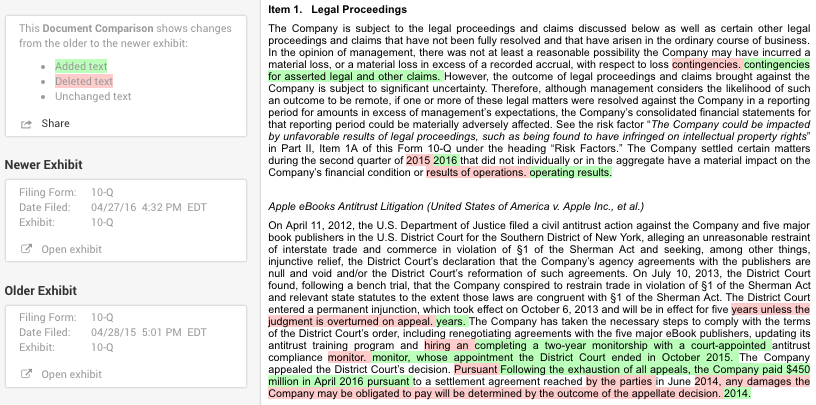 This Document Comparison shows changes
from the older to the newer exhibit:
• Added text
• Deleted text
• Unchanged text
Share
Newer Exhibit
Filing Form: 10-Q
Date Filed: 04/27/16 4:32 PM EDT
Exhibit: 10-Q
Open exhibit
Older Exhibit
Filing Form: 10-Q
Date Filed: 04/28/15 5:01 PM EDT
Exhibit: 10-Q
Open exhibit
Item 1. Legal Proceedings
The Company is subject to the legal proceedings and claims discussed below as well as certain other legal
proceedings and claims that have not been fully resolved and that have arisen in the ordinary course of business.
In the opinion of management, there was not at least a reasonable possibility the Company may have incurred a
material loss, or a material loss in excess of a recorded accrual, with respect to loss contingencies. contingencies
for asserted legal and other claims. However, the outcome of legal proceedings and claims brought against the
Company is subject to significant uncertainty. Therefore, although management considers the likelihood of such
an outcome to be remote, if one or more of these legal matters were resolved against the Company in a reporting
period for amounts in excess of management's expectations, the Company's consolidated financial statements for
that reporting period could be materially adversely affected. See the risk factor "The Company could be impacted
by unfavorable results of legal proceedings, such as being found to have infringed on intellectual property rights"
in Part II, Item 1A of this Form 10-Q under the heading "Risk Factors." The Company settled certain matters
during the second quarter of 2015 2016 that did not individually or in the aggregate have a material impact on the
Company's financial condition or results of operations. operating results.
Apple eBooks Antitrust Litigation (United States of America v. Apple Inc., et al.)
On April 11, 2012, the U.S. Department of Justice filed a civil antitrust action against the Company and five major
book publishers in the U.S. District Court for the Southern District of New York, alleging an unreasonable restraint
of interstate trade and commerce in violation of §1 of the Sherman Act and seeking, among other things,
injunctive relief, the District Court's declaration that the Company's agency agreements with the publishers are
null and void and/or the District Court's reformation of such agreements. On July 10, 2013, the District Court
found, following a bench trial, that the Company conspired to restrain trade in violation of §1 of the Sherman Act
and relevant state statutes to the extent those laws are congruent with §1 of the Sherman Act. The District Court
entered a permanent injunction, which took effect on October 6, 2013 and will be in effect for five years unless the
judgment is overturned on appeal. years. The Company has taken the necessary steps to comply with the terms
of the District Court's order, including renegotiating agreements with the five major eBook publishers, updating its
antitrust training program and hiring an completing a two-year monitorship with a court-appointed antitrust
compliance monitor. monitor, whose appointment the District Court ended in October 2015. The Company
appealed the District Court's decision. Pursuant Following the exhaustion of all appeals, the Company paid $450
million in April 2016 pursuant to a settlement agreement reached by the parties in June 2014, any damages the
Company may be obligated to pay will be determined by the outcome of the appellate decision. 2014.